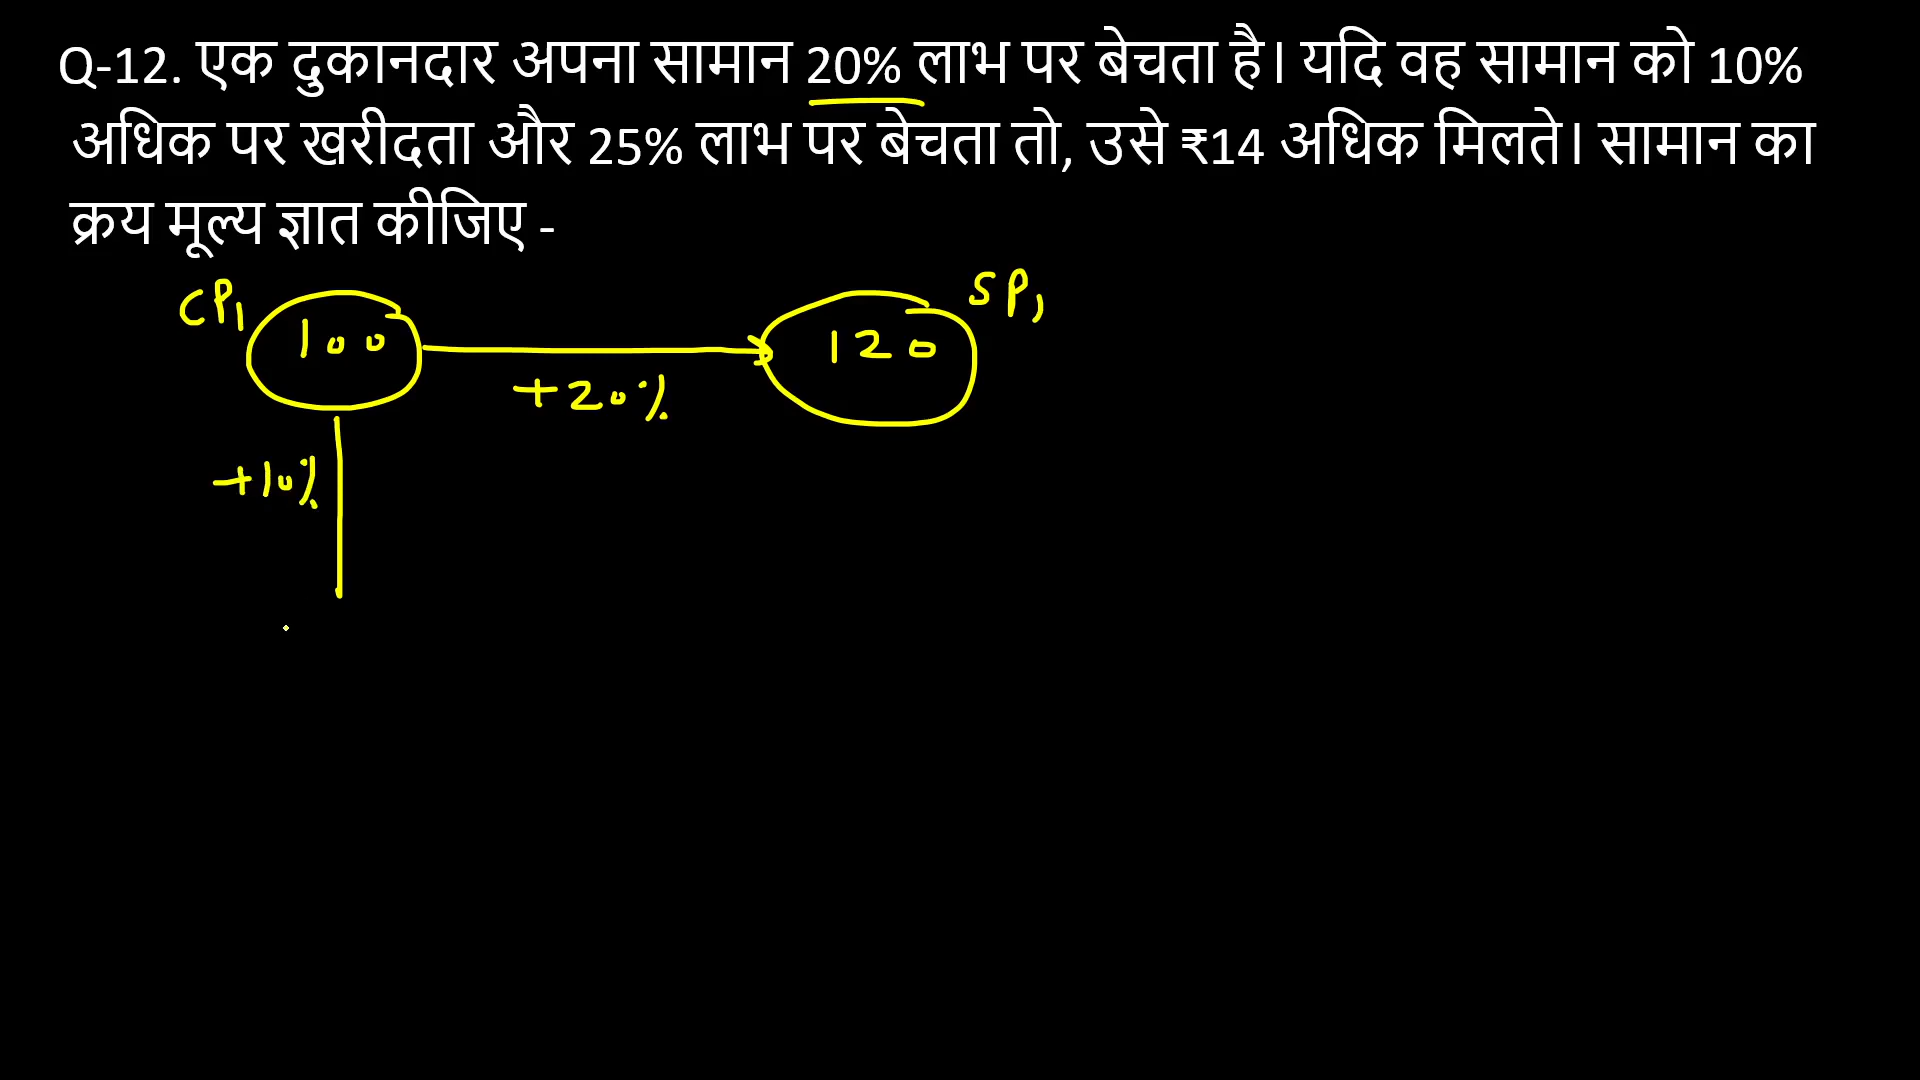 Q-12. एक दुकानदार अपना सामान 20% लाभ पर बेचता है। यदि वह सामान को 10%
अधिक पर खरीदता और 25% लाभ पर बेचता तो, उसे ₹14 अधिक मिलते। सामान का
क्रय मूल्य ज्ञात कीजिए -
CP1 100 120 SP1
+20%
+10%